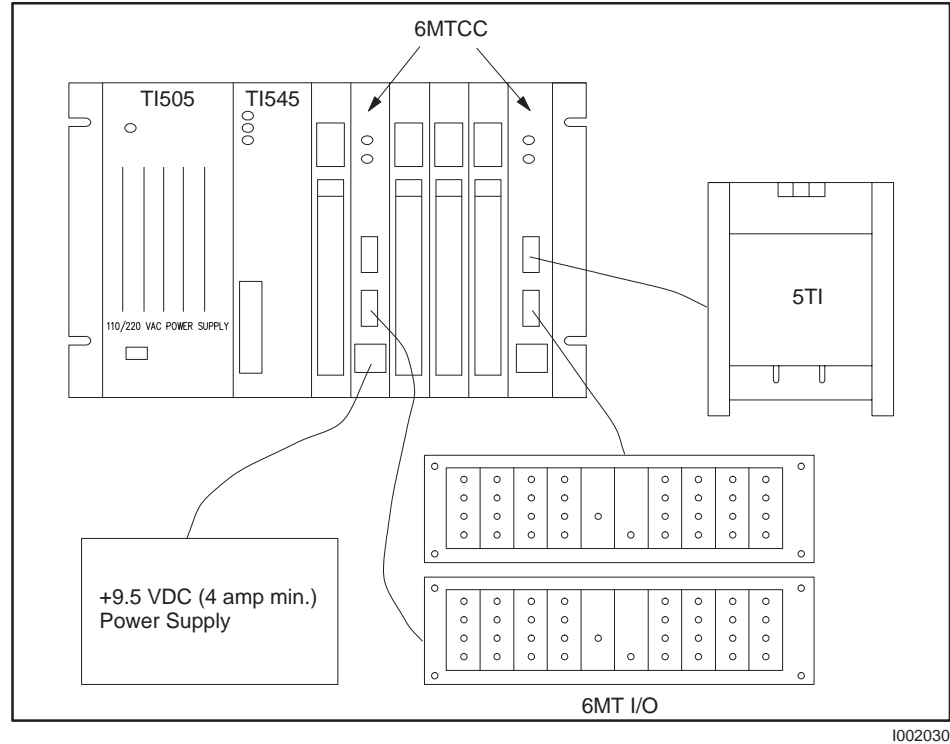 6MTCC
TI505
TI545
110/220 VAC POWER SUPPLY
5TI
+9.5 VDC (4 amp min.)
Power Supply
6MT I/O
I002030